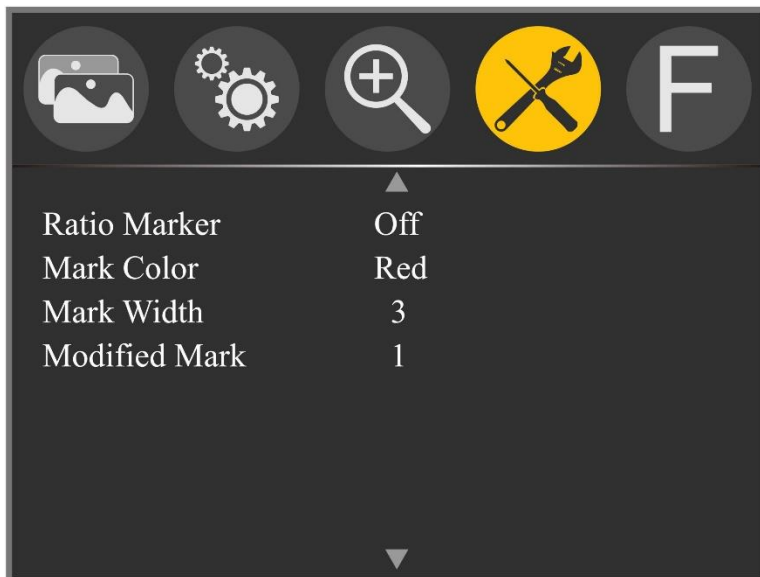 F
Ratio Marker Off
Mark Color Red
Mark Width 3
Modified Mark 1